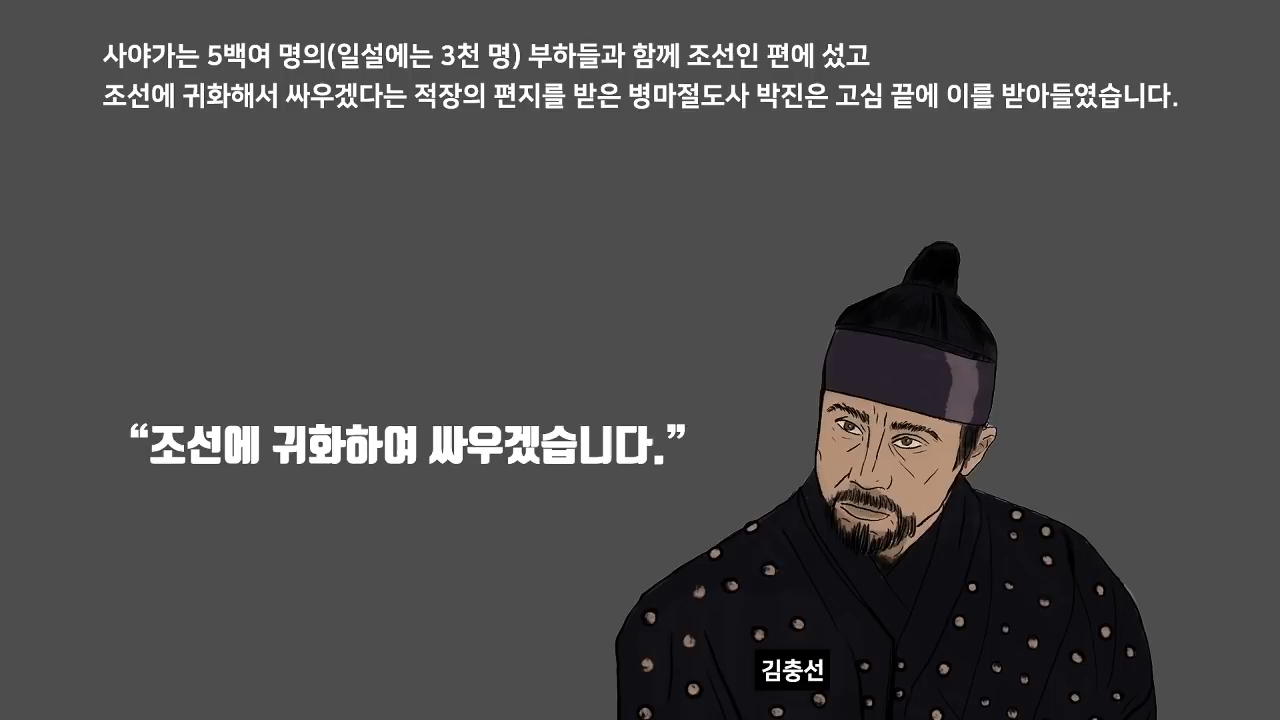 사야가는 5백여 명의(일설에는 3천 명) 부하들과 함께 조선인 편에 섰고
조선에 귀화해서 싸우겠다는 적장의 편지를 받은 병마절도사 박진은 고심 끝에 이를 받아들였습니다.
“조선에 귀화하여 싸우겠습니다.”
김충선